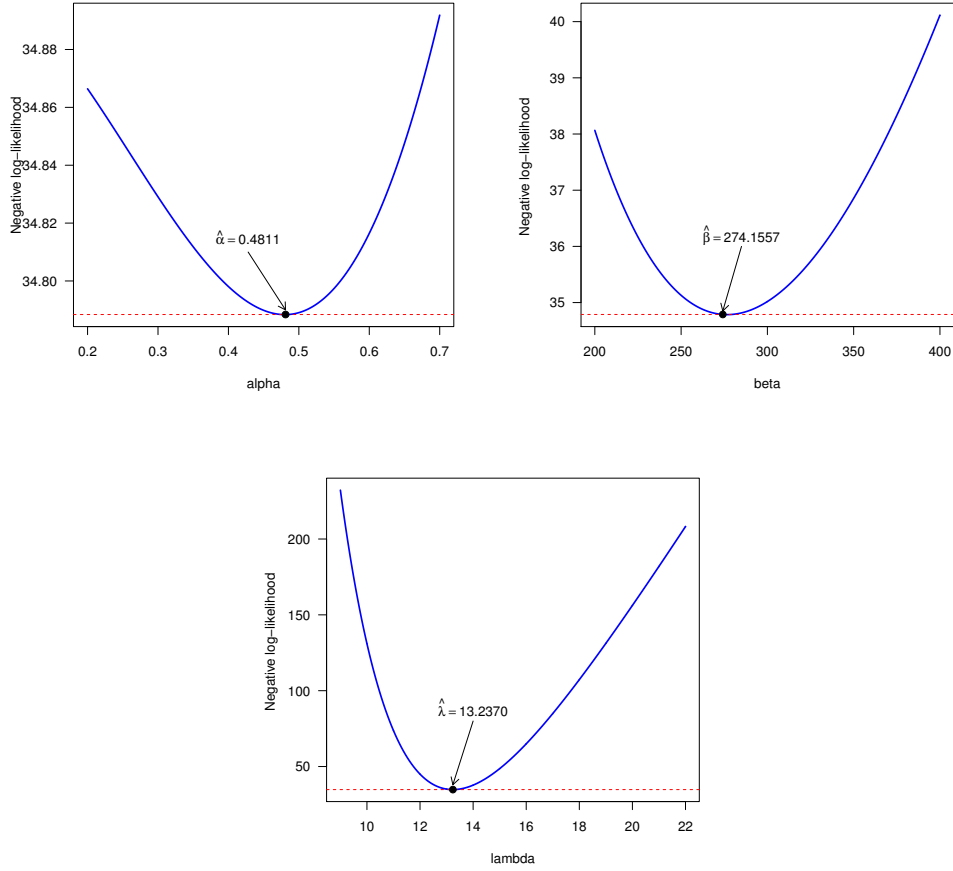 Negative log−likelihood
34.88
34.86
34.84
34.82
34.80
α̂ = 0.4811
0.2 0.3 0.4 0.5 0.6 0.7
alpha
Negative log−likelihood
40
39
38
37
36
35
β̂ = 274.1557
200 250 300 350 400
beta
Negative log−likelihood
200
150
100
50
λ̂ = 13.2370
10 12 14 16 18 20 22
lambda